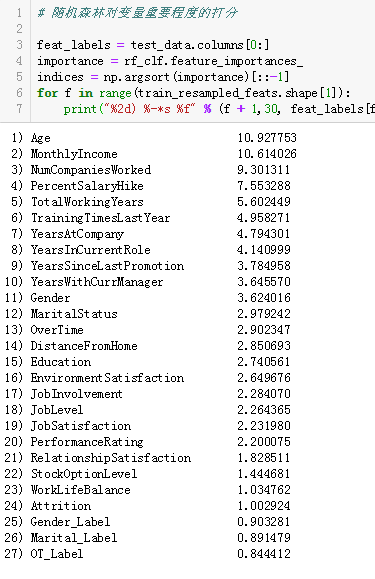 1 # 随机森林对变量重要程度的打分
2
3 feat_labels = test_data.columns[0:]
4 importance = rf_clf.feature_importances_
5 indices = np.argsort(importance)[::-1]
6 for f in range(train_resampled_feats.shape[1]):
7 print("%2d) %-*s %f" % (f + 1,30, feat_labels[f
1) Age 10.927753
2) MonthlyIncome 10.614026
3) NumCompaniesWorked 9.301311
4) PercentSalaryHike 7.553288
5) TotalWorkingYears 5.602449
6) TrainingTimesLastYear 4.958271
7) YearsAtCompany 4.794301
8) YearsInCurrentRole 4.140999
9) YearsSinceLastPromotion 3.784958
10) YearsWithCurrManager 3.645570
11) Gender 3.624016
12) MaritalStatus 2.979242
13) OverTime 2.902347
14) DistanceFromHome 2.850693
15) Education 2.740561
16) EnvironmentSatisfaction 2.649676
17) JobInvolvement 2.284070
18) JobLevel 2.264365
19) JobSatisfaction 2.231980
20) PerformanceRating 2.200075
21) RelationshipSatisfaction 1.828511
22) StockOptionLevel 1.444681
23) WorkLifeBalance 1.034762
24) Attrition 1.002924
25) Gender_Label 0.903281
26) Marital_Label 0.891479
27) OT_Label 0.844412